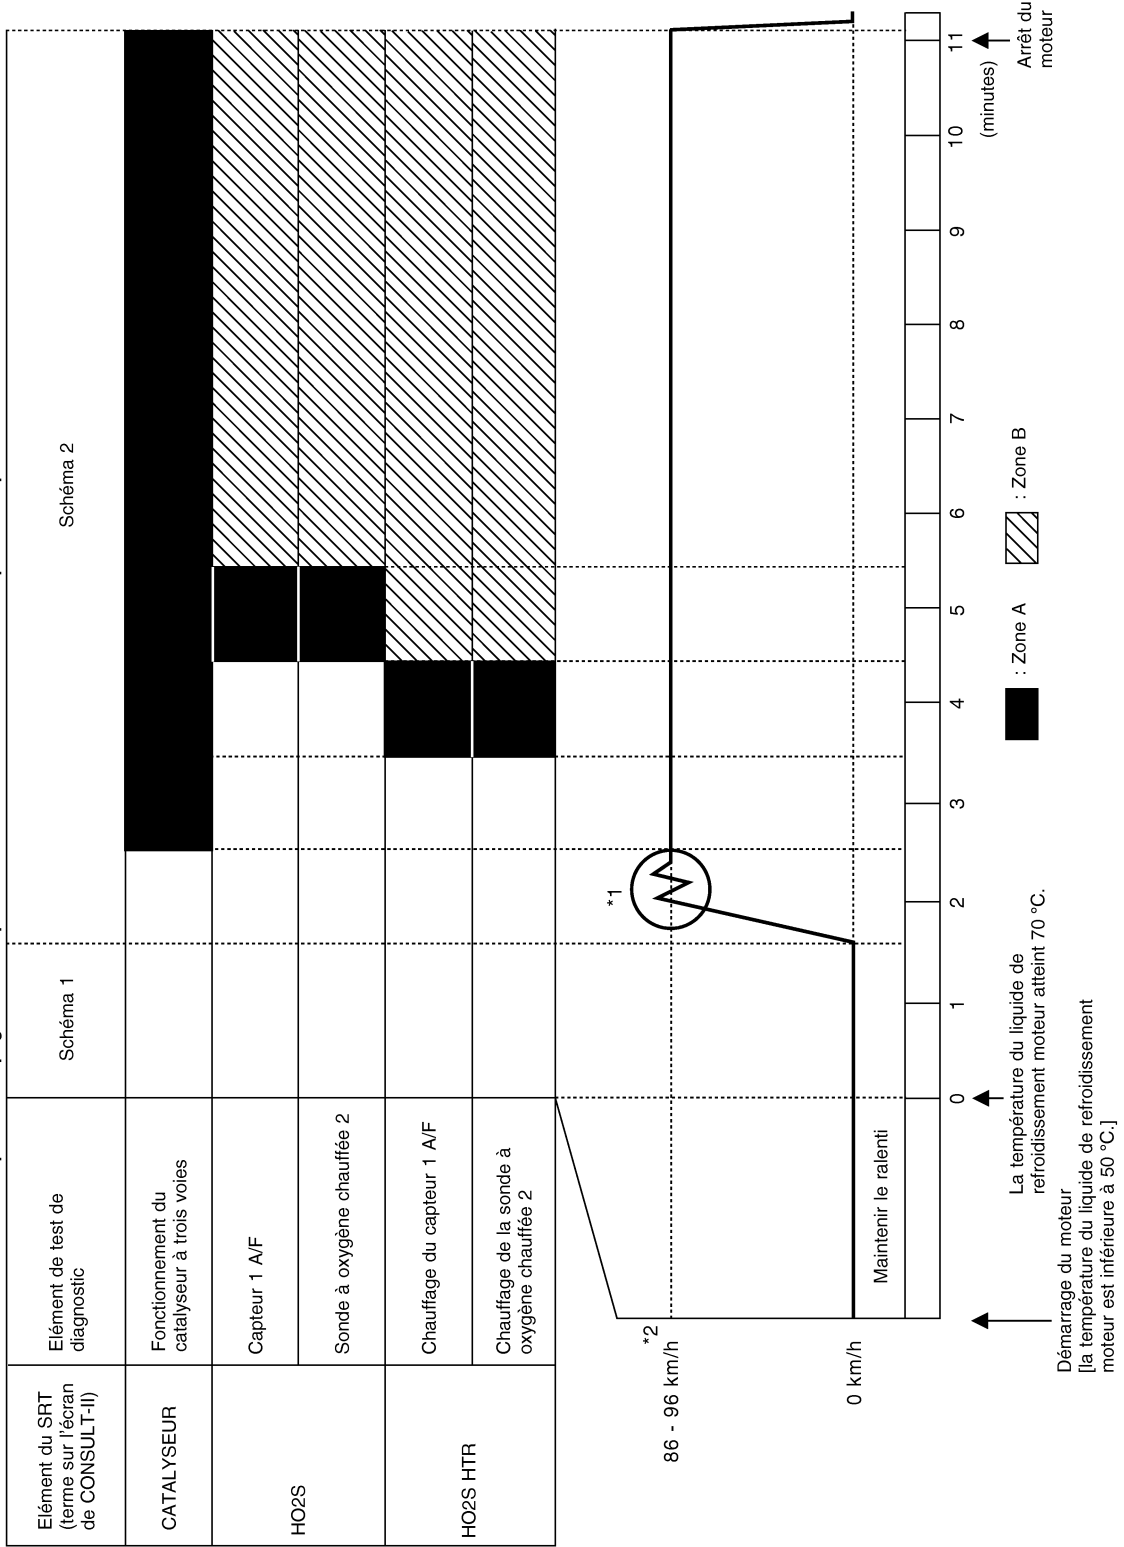 Elément du SRT
(terme sur l'écran
de CONSULT-II)
Elément de test de
diagnostic
Schéma 1
Schéma 2
CATALYSEUR
Fonctionnement du
catalyseur à trois voies
HO2S
Capteur 1 A/F
Sonde à oxygène chauffée 2
HO2S HTR
Chauffage du capteur 1 A/F
Chauffage de la sonde à
oxygène chauffée 2
*1
*2
86 - 96 km/h
0 km/h
Maintenir le ralenti
0 1 2 3 4 5 6 7 8 9 10 11
(minutes)
Démarrage du moteur
[la température du liquide de refroidissement
moteur est inférieure à 50 °C.]
La température du liquide de
refroidissement moteur atteint 70 °C.
: Zone A
: Zone B
Arrêt du
moteur